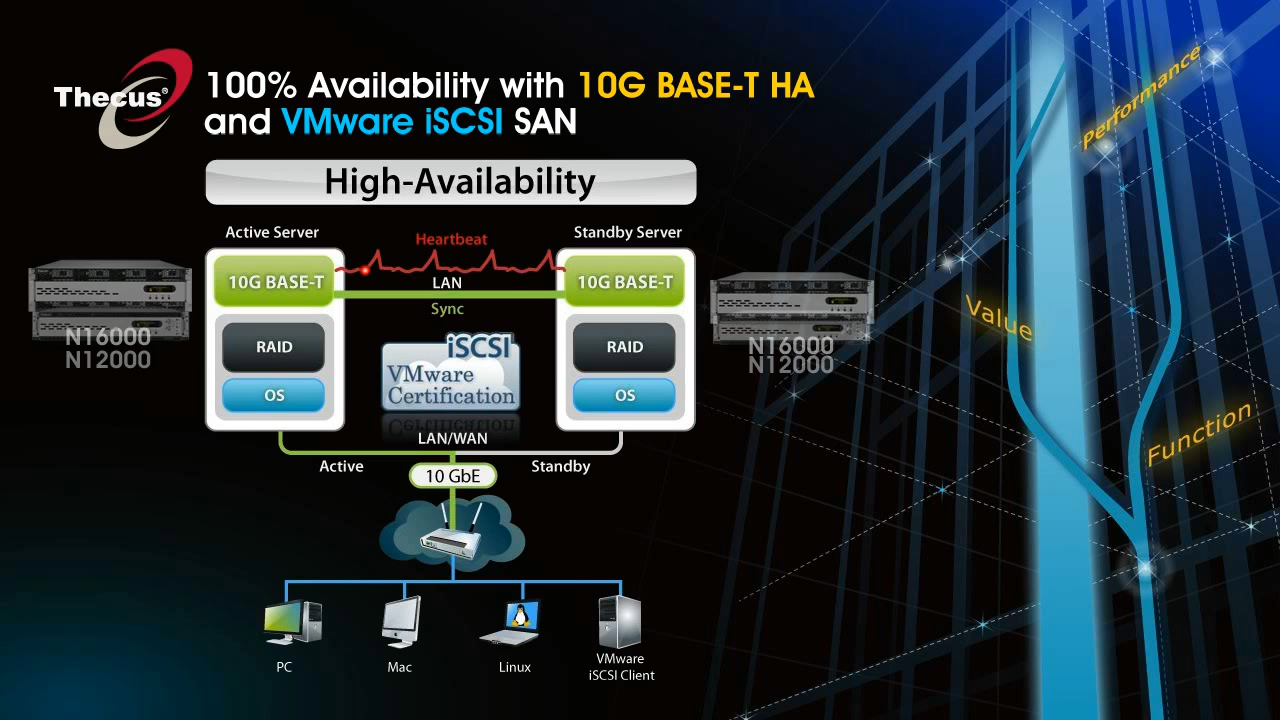 Thecus®
100% Availability with 10G BASE-T HA
and VMware iSCSI SAN
High-Availability
Active Server
Standby Server
Heartbeat
10G BASE-T
LAN
10G BASE-T
Sync
RAID
RAID
OS
OS
iSCSI
VMware
Certification
N16000
N12000
N16000
N12000
LAN/WAN
Active
Standby
10 GbE
PC
Mac
Linux
VMware
iSCSI Client
Performance
Value
Function